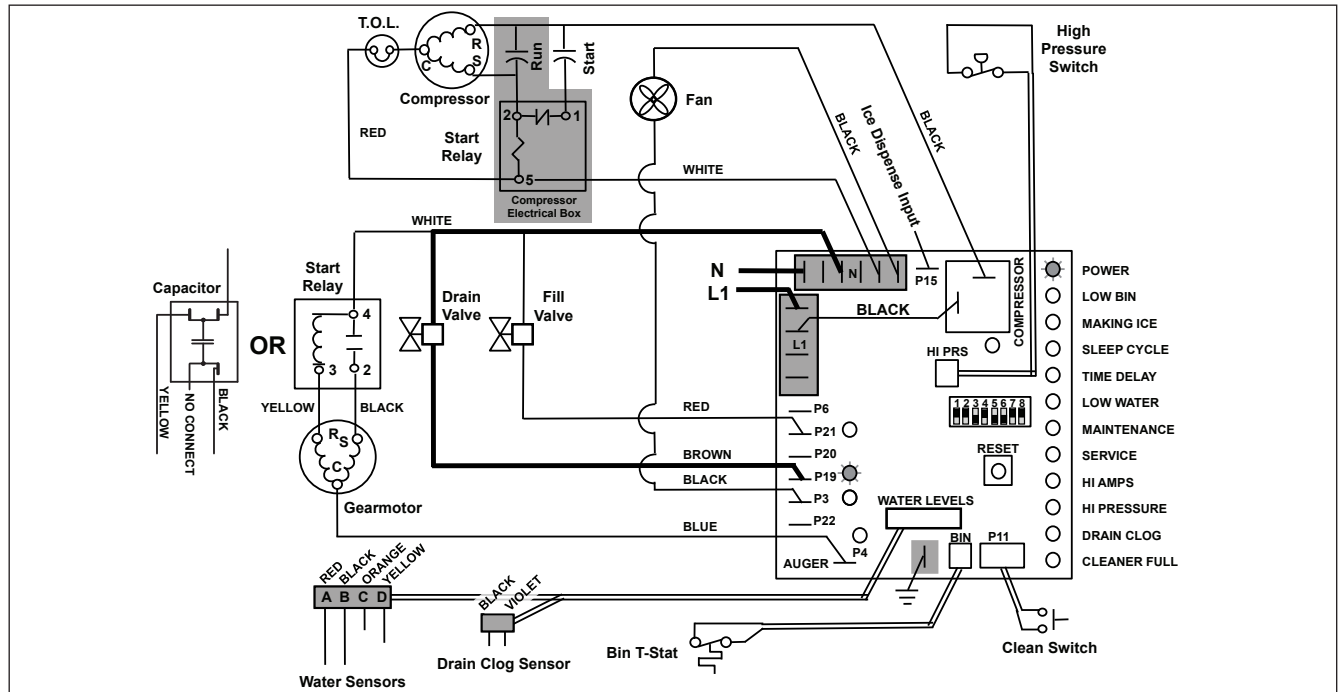 T.O.L.
C
R
S
Compressor
RED
Run
Start
2
1
5
Start
Relay
Compressor
Electrical Box
Fan
High
Pressure
Switch
BLACK
Ice Dispense Input
BLACK
WHITE
WHITE
Capacitor
YELLOW
NO CONNECT
BLACK
OR
Start
Relay
4
3
2
YELLOW
BLACK
R
S
C
Gearmotor
Drain
Valve
Fill
Valve
N
L1
N
L1
P15
BLACK
COMPRESSOR
HI PRS
1 2 3 4 5 6 7 8
RESET
POWER
LOW BIN
MAKING ICE
SLEEP CYCLE
TIME DELAY
LOW WATER
MAINTENANCE
SERVICE
HI AMPS
HI PRESSURE
DRAIN CLOG
CLEANER FULL
RED
BROWN
BLACK
BLUE
P6
P21
P20
P19
P3
P22
P4
AUGER
WATER LEVELS
BIN
P11
RED
BLACK
ORANGE
YELLOW
A B C D
Water Sensors
BLACK
VIOLET
Drain Clog Sensor
Bin T-Stat
Clean Switch